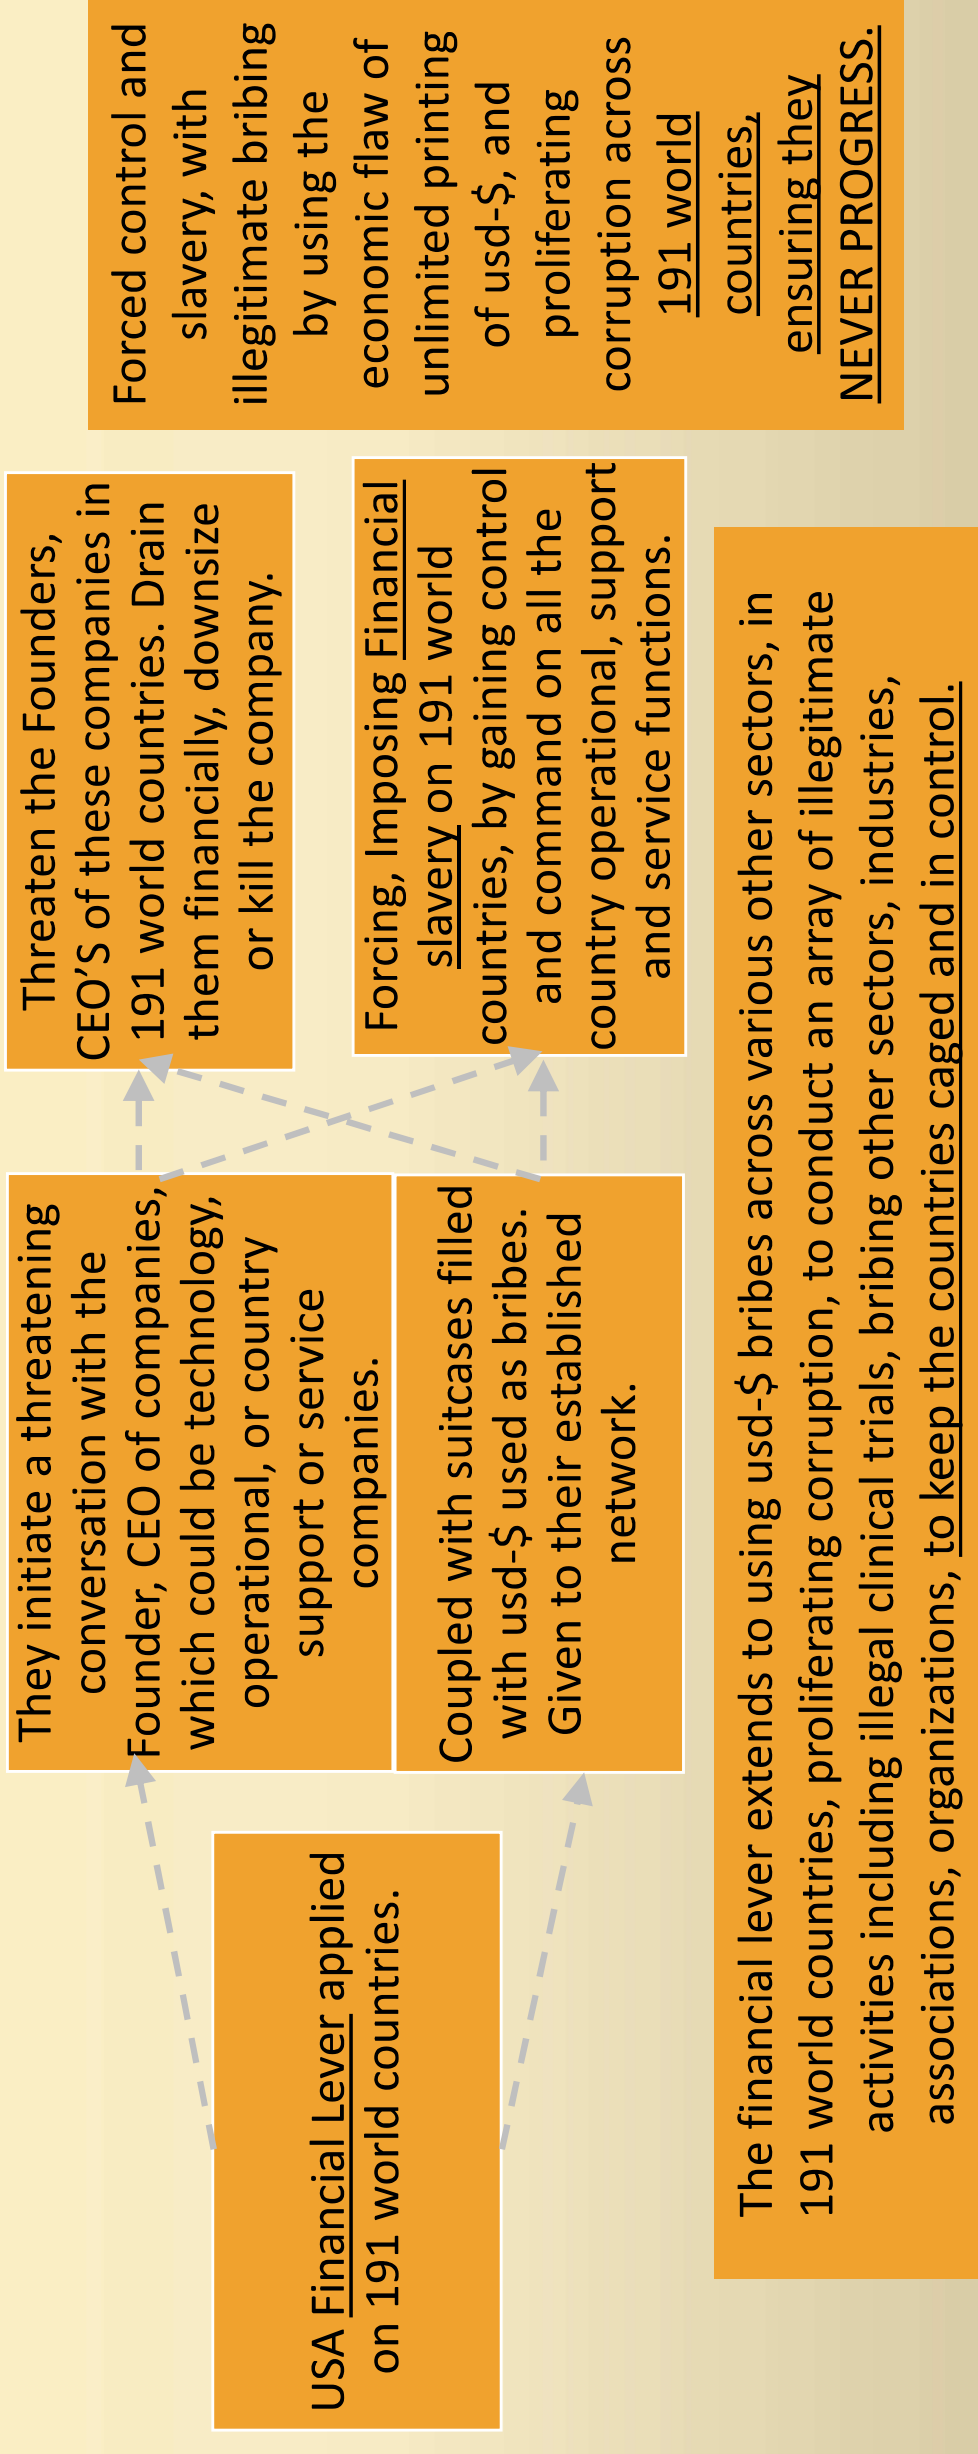 USA Financial Lever applied
on 191 world countries.
They initiate a threatening
conversation with the
Founder, CEO of companies,
which could be technology,
operational, or country
support or service
companies.
Coupled with suitcases filled
with usd-$ used as bribes.
Given to their established
network.
Threaten the Founders,
CEO’S of these companies in
191 world countries. Drain
them financially, downsize
or kill the company.
Forcing, Imposing Financial
slavery on 191 world
countries, by gaining control
and command on all the
country operational, support
and service functions.
Forced control and
slavery, with
illegitimate bribing
by using the
economic flaw of
unlimited printing
of usd-$, and
proliferating
corruption across
191 world
countries,
ensuring they
NEVER PROGRESS.
The financial lever extends to using usd-$ bribes across various other sectors, in
191 world countries, proliferating corruption, to conduct an array of illegitimate
activities including illegal clinical trials, bribing other sectors, industries,
associations, organizations, to keep the countries caged and in control.